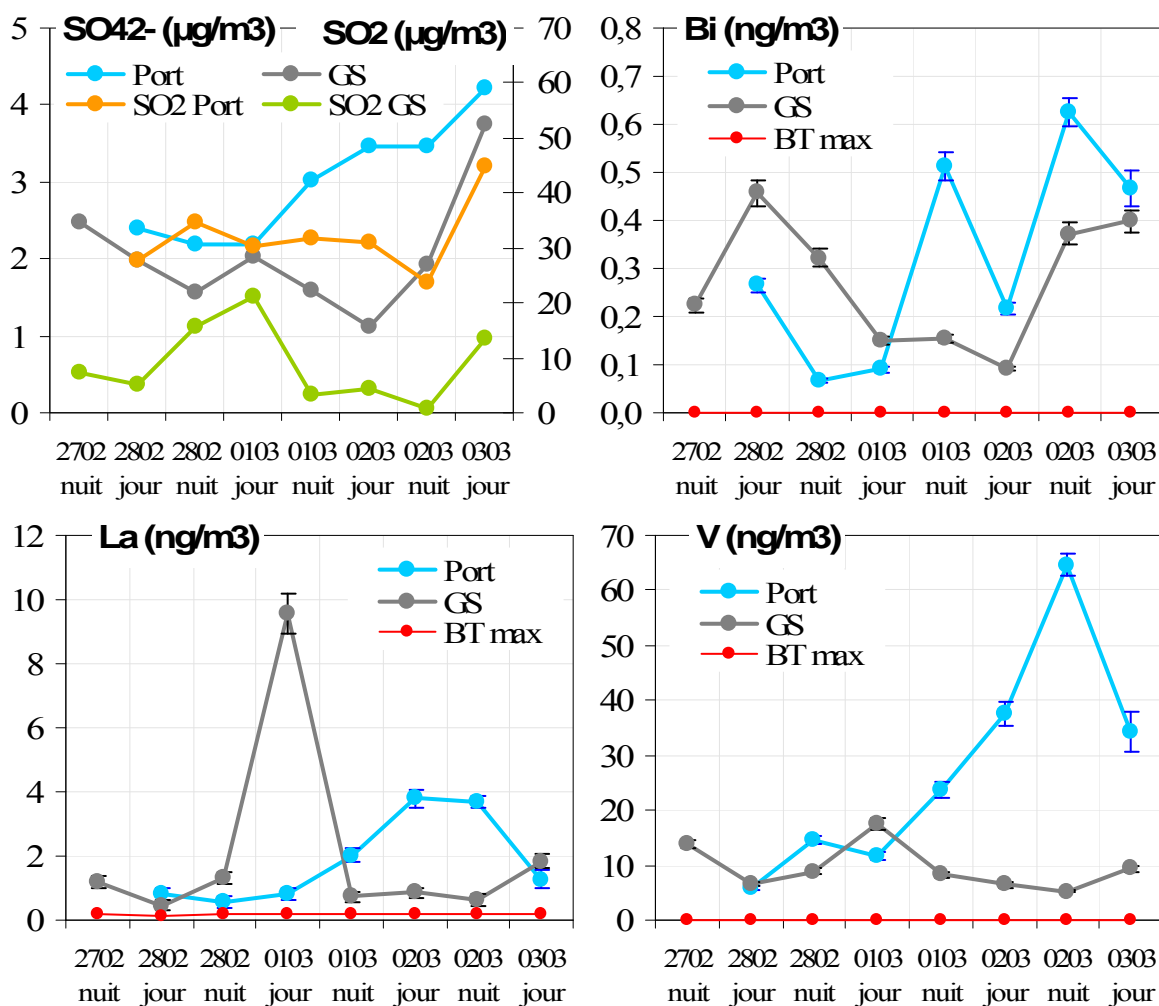 SO42- (µg/m3) SO2 (µg/m3)
Port GS
SO2 Port SO2 GS
5
4
3
2
1
0
70
60
50
40
30
20
10
0
2702 2802 2802 0103 0103 0203 0203 0303
nuit jour nuit jour nuit jour nuit jour
Bi (ng/m3)
Port
GS
BT max
0,8
0,7
0,6
0,5
0,4
0,3
0,2
0,1
0,0
2702 2802 2802 0103 0103 0203 0203 0303
nuit jour nuit jour nuit jour nuit jour
La (ng/m3)
Port
GS
BT max
12
10
8
6
4
2
0
2702 2802 2802 0103 0103 0203 0203 0303
nuit jour nuit jour nuit jour nuit jour
V (ng/m3)
Port
GS
BT max
70
60
50
40
30
20
10
0
2702 2802 2802 0103 0103 0203 0203 0303
nuit jour nuit jour nuit jour nuit jour